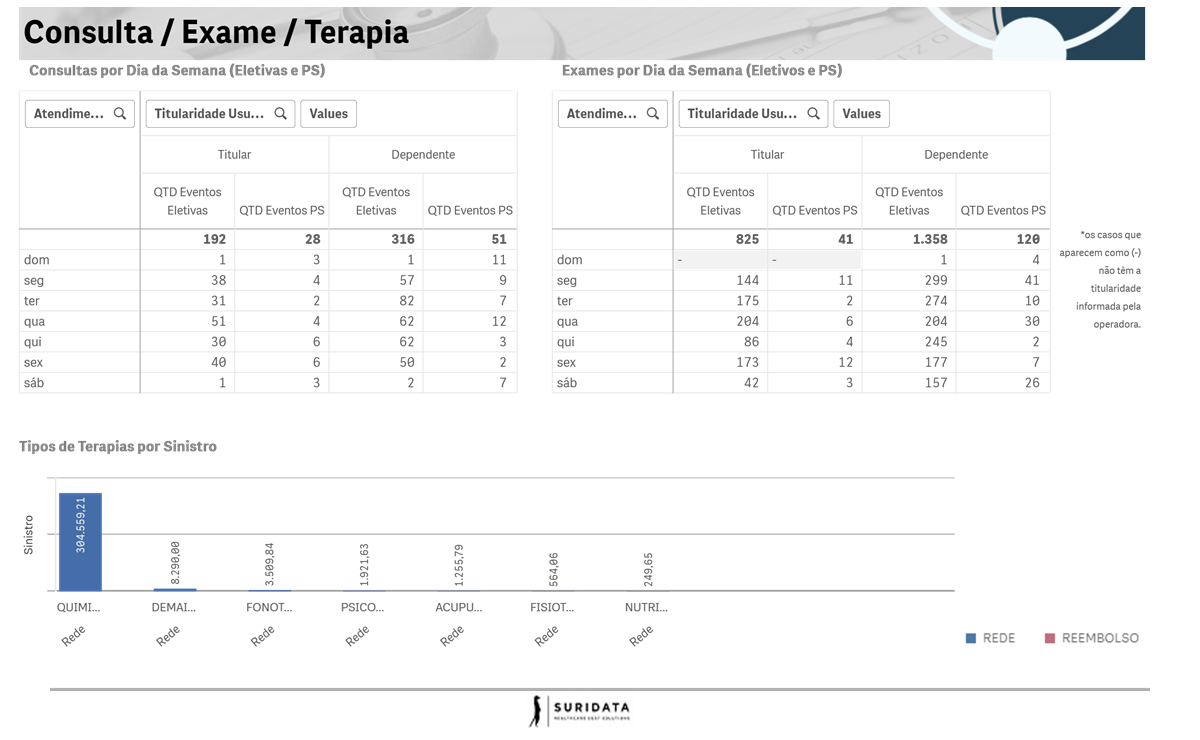 Consulta / Exame / Terapia
Consultas por Dia da Semana (Eletivas e PS)
Atendime...
Titularidade Usu...
Values
Titular Dependente
QTD Eventos Eletivas QTD Eventos PS QTD Eventos Eletivas QTD Eventos PS
192 28 316 51
dom 1 3 1 11
seg 38 4 57 9
ter 31 2 82 7
qua 51 4 62 12
qui 30 6 62 3
sex 40 6 50 2
sáb 1 3 2 7
Exames por Dia da Semana (Eletivos e PS)
Atendime...
Titularidade Usu...
Values
Titular Dependente
QTD Eventos Eletivas QTD Eventos PS QTD Eventos Eletivas QTD Eventos PS
825 41 1.358 120
dom - - 1 4
seg 144 11 299 41
ter 175 2 274 10
qua 204 6 204 30
qui 86 4 245 2
sex 173 12 177 7
sáb 42 3 157 26
*os casos que
aparecem como (-)
não têm a
titularidade
informada pela
operadora.
Tipos de Terapias por Sinistro
Sinistro
304.559,21 8.290,00 3.509,84 1.921,63 1.255,79 564,06 249,65
QUIMI... DEMAI... FONOT... PSICO... ACUPU... FISIOT... NUTRI...
Rede Rede Rede Rede Rede Rede Rede
REDE REEMBOLSO
SURIDATA
HEALTHCARE COST SOLUTIONS